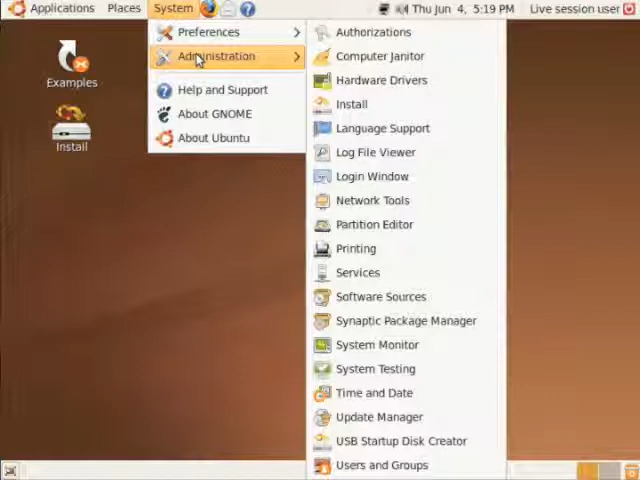 Applications Places System Thu Jun 4, 5:19 PM Live session user
Examples
Install
Preferences
Administration
Help and Support
About GNOME
About Ubuntu
Authorizations
Computer Janitor
Hardware Drivers
Install
Language Support
Log File Viewer
Login Window
Network Tools
Partition Editor
Printing
Services
Software Sources
Synaptic Package Manager
System Monitor
System Testing
Time and Date
Update Manager
USB Startup Disk Creator
Users and Groups